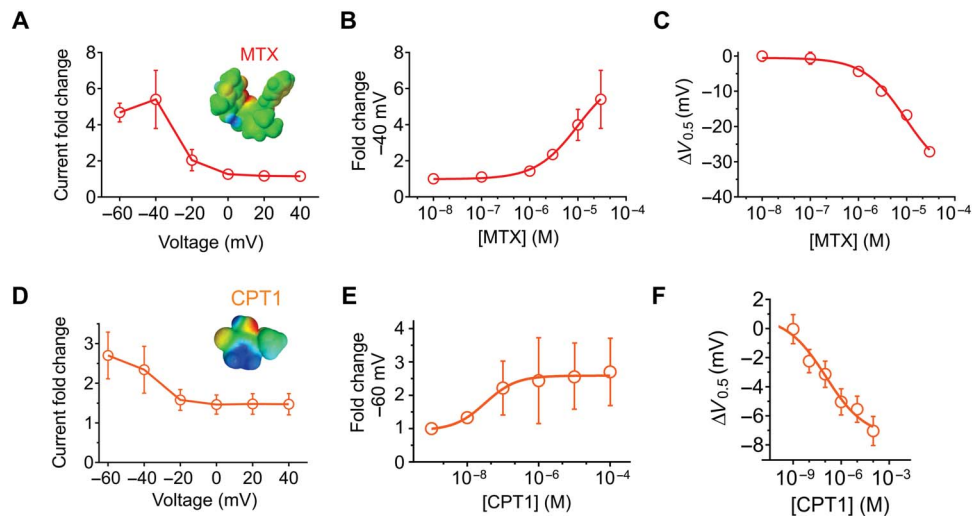 A
MTX
Current fold change
8
6
4
2
0
−60 −40 −20 0 20 40
Voltage (mV)
B
Fold change
−40 mV
8
6
4
2
0
10⁻⁸ 10⁻⁷ 10⁻⁶ 10⁻⁵ 10⁻⁴
[MTX] (M)
C
ΔV0.5 (mV)
0
−10
−20
−30
−40
10⁻⁸ 10⁻⁷ 10⁻⁶ 10⁻⁵ 10⁻⁴
[MTX] (M)
D
CPT1
Current fold change
3
2
1
0
−60 −40 −20 0 20 40
Voltage (mV)
E
Fold change
−60 mV
4
3
2
1
0
10⁻⁸ 10⁻⁶ 10⁻⁴
[CPT1] (M)
F
ΔV0.5 (mV)
2
0
−2
−4
−6
−8
10⁻⁹ 10⁻⁶ 10⁻³
[CPT1] (M)